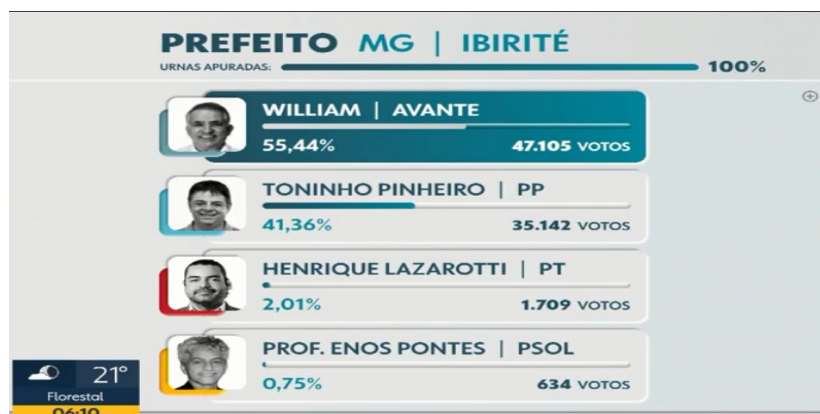 PREFEITO MG | IBIRITÉ
URNAS APURADAS: 100%
WILLIAM | AVANTE
55,44% 47.105 VOTOS
TONINHO PINHEIRO | PP
41,36% 35.142 VOTOS
HENRIQUE LAZAROTTI | PT
2,01% 1.709 VOTOS
PROF. ENOS PONTES | PSOL
0,75% 634 VOTOS
21°
Florestal
06:10